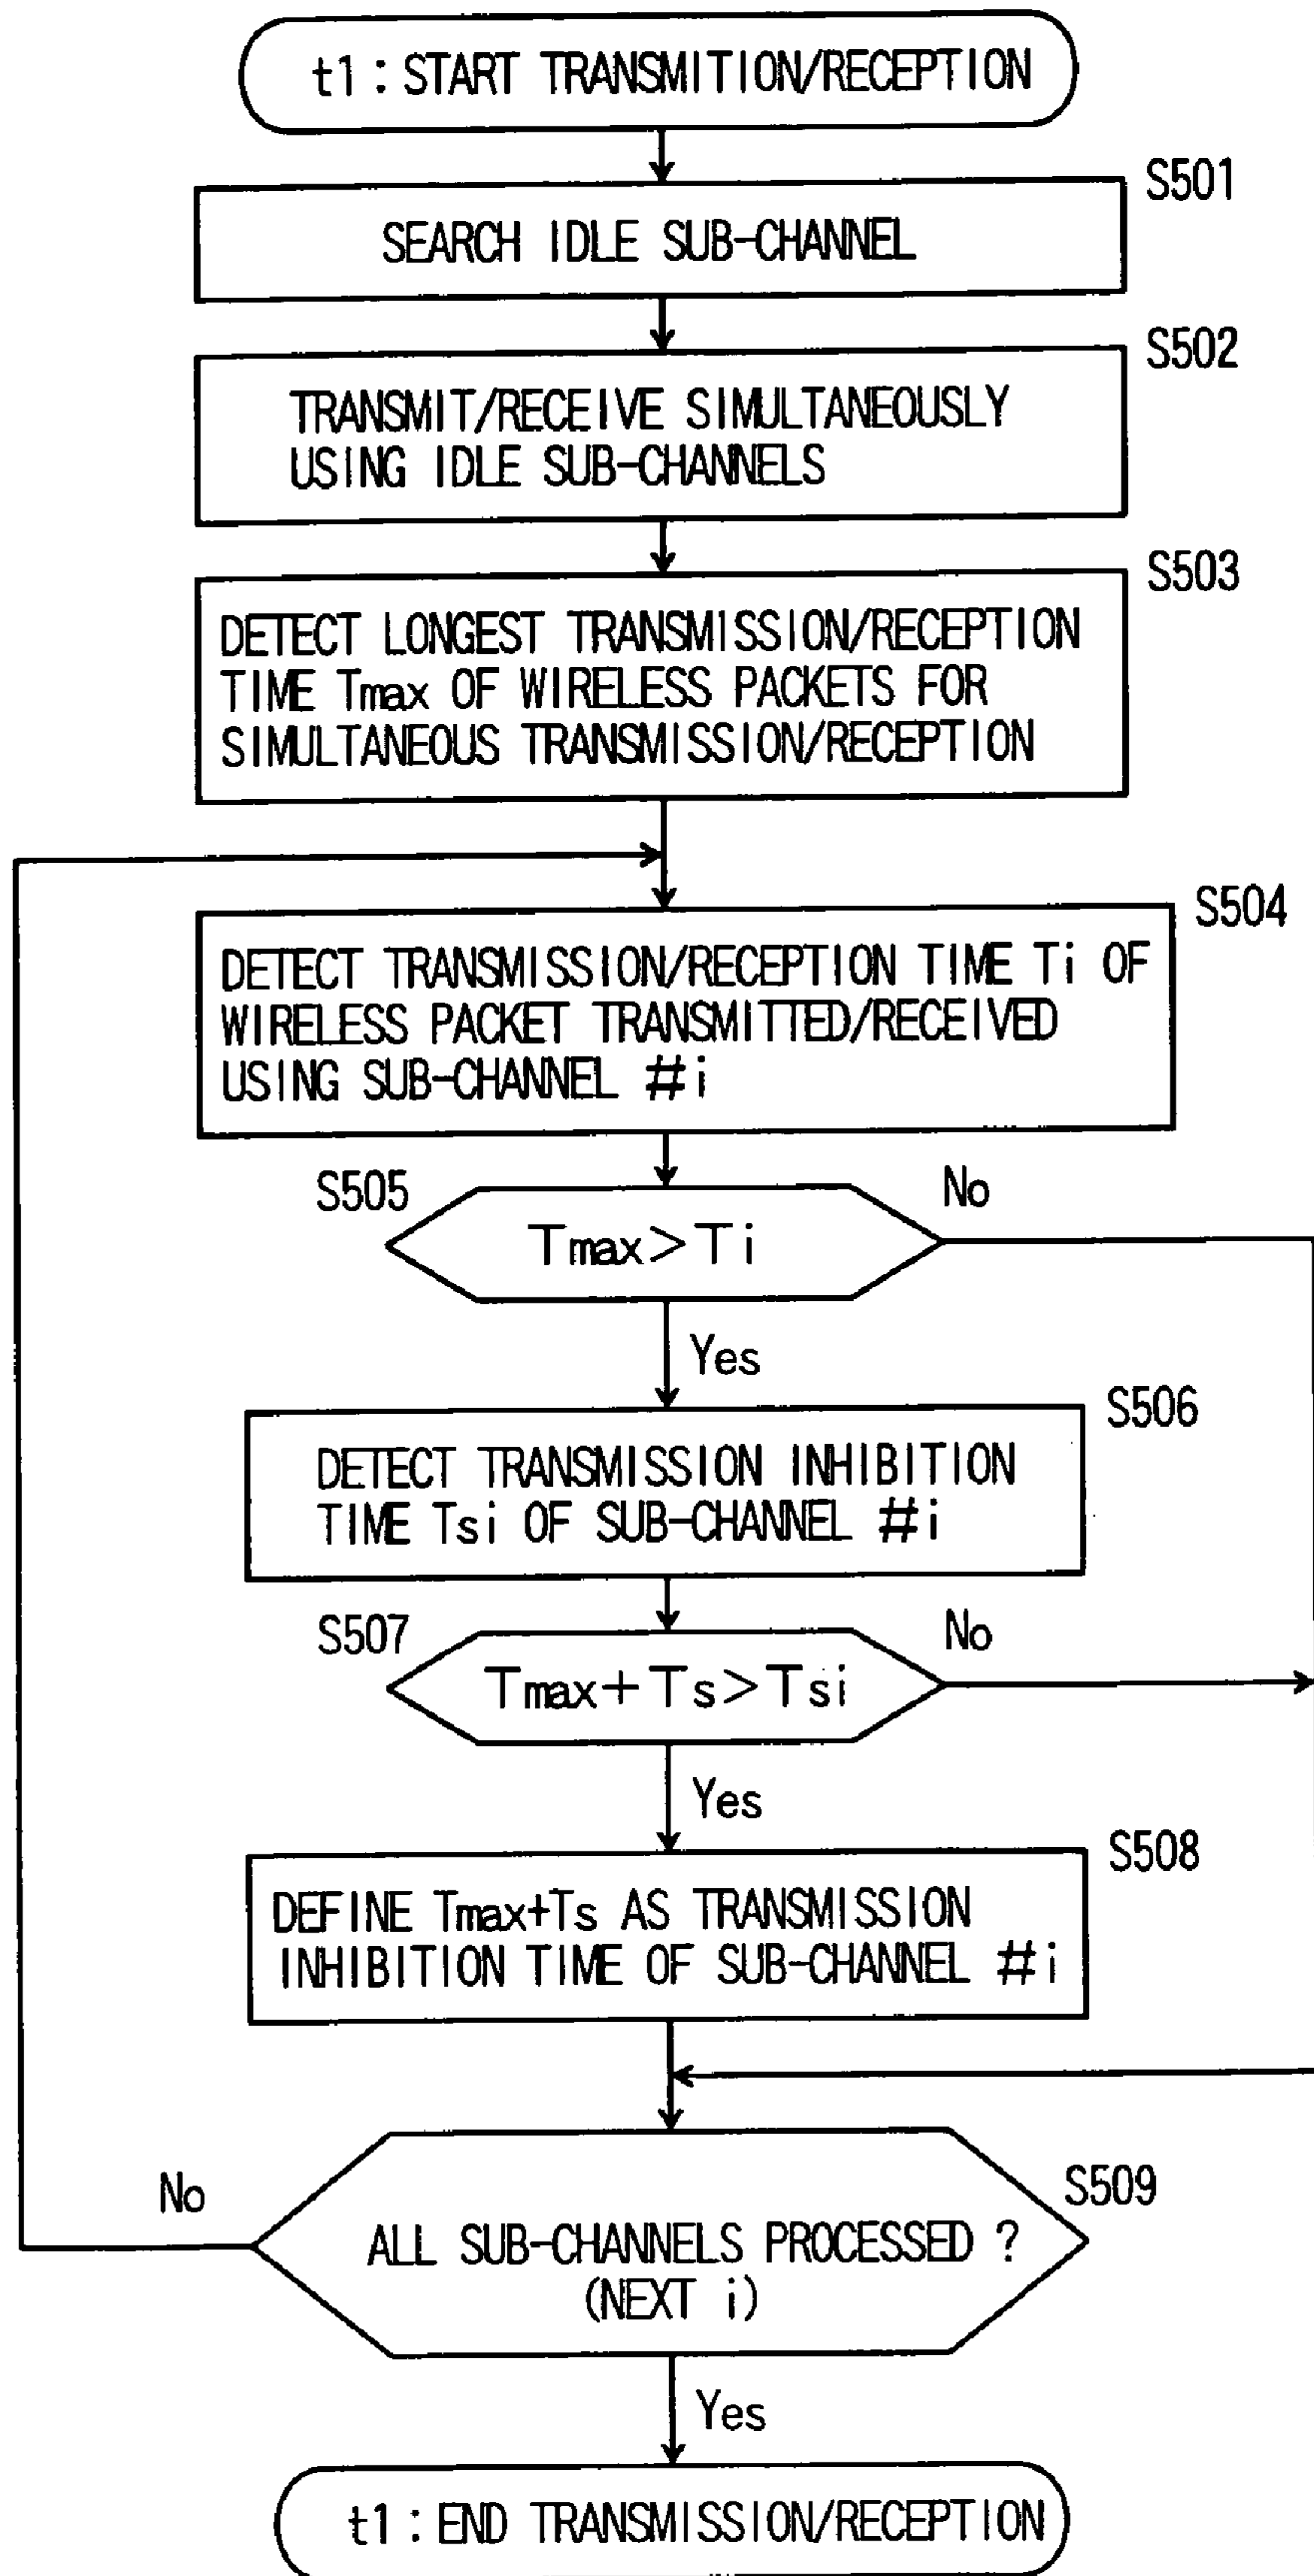 t1:START TRANSMITION/RECEPTION
S501
SEARCH IDLE SUB-CHANNEL
S502
TRANSMIT/RECEIVE SIMULTANEOUSLY
USING IDLE SUB-CHANNELS
S503
DETECT LONGEST TRANSMISSION/RECEPTION
TIME Tmax OF WIRELESS PACKETS FOR
SIMULTANEOUS TRANSMISSION/RECEPTION
S504
DETECT TRANSMISSION/RECEPTION TIME Ti OF
WIRELESS PACKET TRANSMITTED/RECEIVED
USING SUB-CHANNEL #i
S505
No
Tmax>Ti
Yes
S506
DETECT TRANSMISSION INHIBITION
TIME Tsi OF SUB-CHANNEL #i
S507
No
Tmax+Ts>Tsi
Yes
S508
DEFINE Tmax+Ts AS TRANSMISSION
INHIBITION TIME OF SUB-CHANNEL #i
No
S509
ALL SUB-CHANNELS PROCESSED ?
(NEXT i)
Yes
t1:END TRANSMISSION/RECEPTION